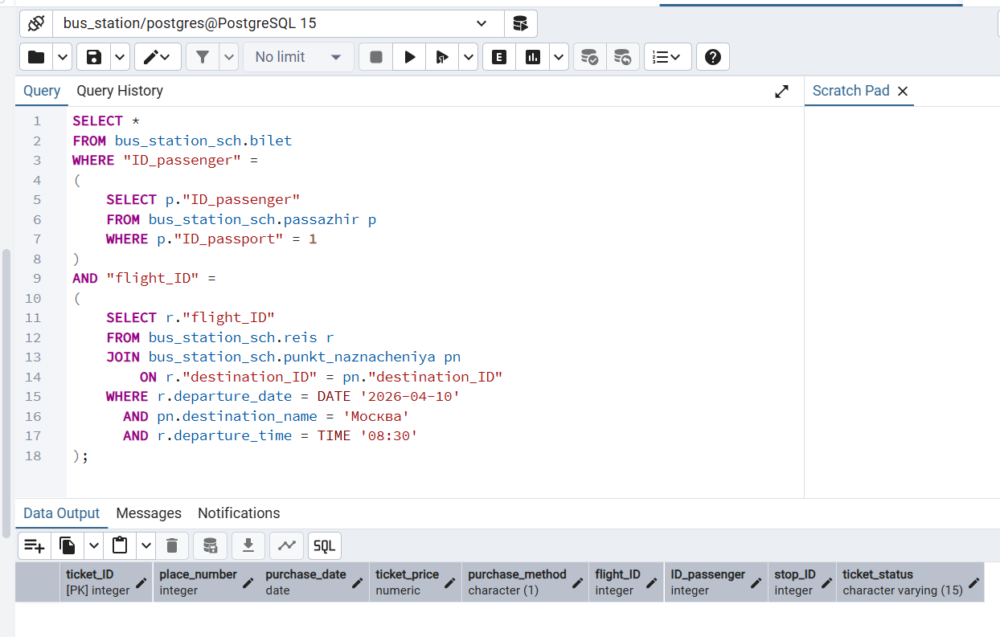 bus_station/postgres@PostgreSQL 15
No limit
E
Query Query History
Scratch Pad
1 SELECT *
2 FROM bus_station_sch.bilet
3 WHERE "ID_passenger" =
4 (
5 SELECT p."ID_passenger"
6 FROM bus_station_sch.passazhir p
7 WHERE p."ID_passport" = 1
8 )
9 AND "flight_ID" =
10 (
11 SELECT r."flight_ID"
12 FROM bus_station_sch.reis r
13 JOIN bus_station_sch.punkt_naznacheniya pn
14 ON r."destination_ID" = pn."destination_ID"
15 WHERE r.departure_date = DATE '2026-04-10'
16 AND pn.destination_name = 'Москва'
17 AND r.departure_time = TIME '08:30'
18 );
Data Output Messages Notifications
SQL
ticket_ID place_number purchase_date ticket_price purchase_method flight_ID ID_passenger stop_ID ticket_status
[PK] integer integer date numeric character (1) integer integer integer character varying (15)